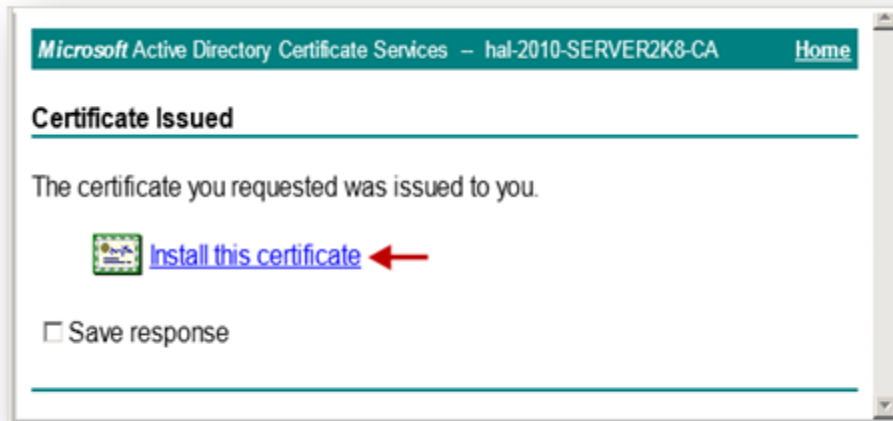 Microsoft Active Directory Certificate Services -- hal-2010-SERVER2K8-CA Home
Certificate Issued
The certificate you requested was issued to you.
Install this certificate
Save response